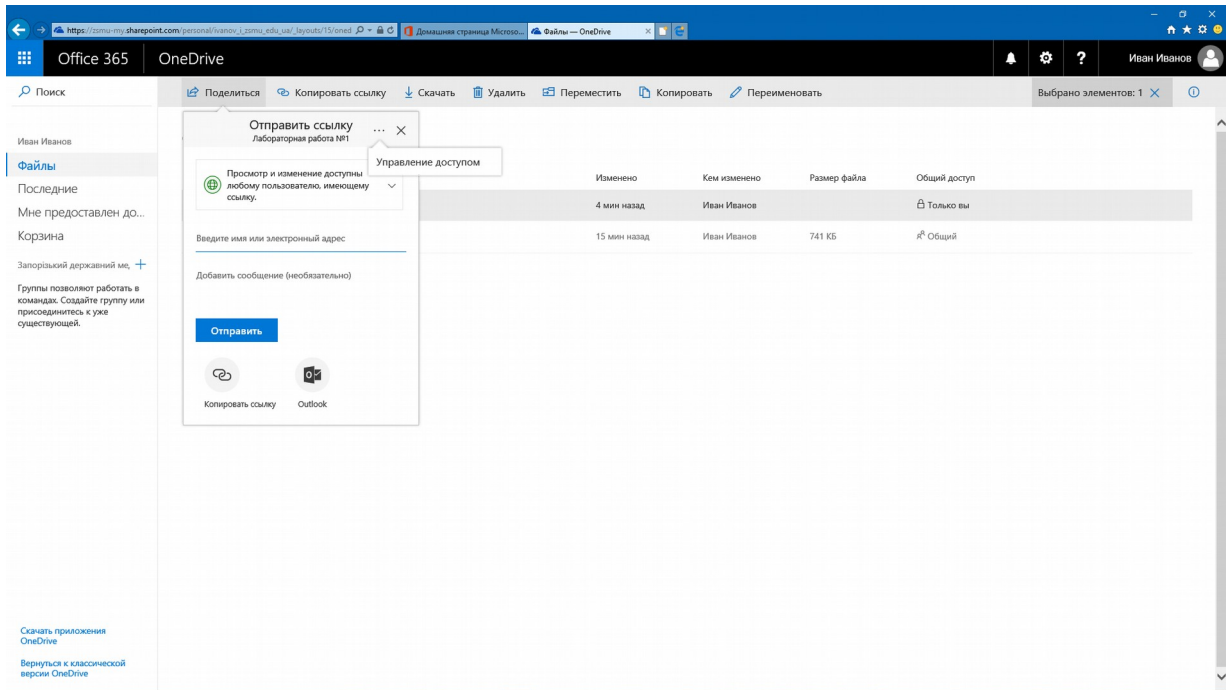 https://zsmu-my.sharepoint.com/personal/ivanov_i_zsmu_edu_ua/_layouts/15/oned
Домашняя страница Microso...
Файлы — OneDrive
Office 365
OneDrive
?
Иван Иванов
Поиск
Поделиться
Копировать ссылку
Скачать
Удалить
Переместить
Копировать
Переименовать
Выбрано элементов: 1
Иван Иванов
Файлы
Последние
Мне предоставлен до...
Корзина
Запорізький державний ме,
Группы позволяют работать в
командах. Создайте группу или
присоединитесь к уже
существующей.
Скачать приложения
OneDrive
Вернуться к классической
версии OneDrive
Отправить ссылку
Лабораторная работа №1
Управление доступом
Просмотр и изменение доступны
любому пользователю, имеющему
ссылку.
Введите имя или электронный адрес
Добавить сообщение (необязательно)
Отправить
Копировать ссылку
Outlook
Изменено Кем изменено Размер файла Общий доступ
4 мин назад Иван Иванов Только вы
15 мин назад Иван Иванов 741 КБ Общий